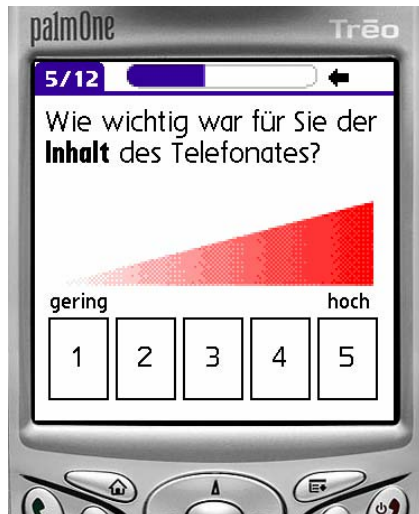 palmOne Trēo
5/12
Wie wichtig war für Sie der
Inhalt des Telefonates?
gering hoch
1 2 3 4 5